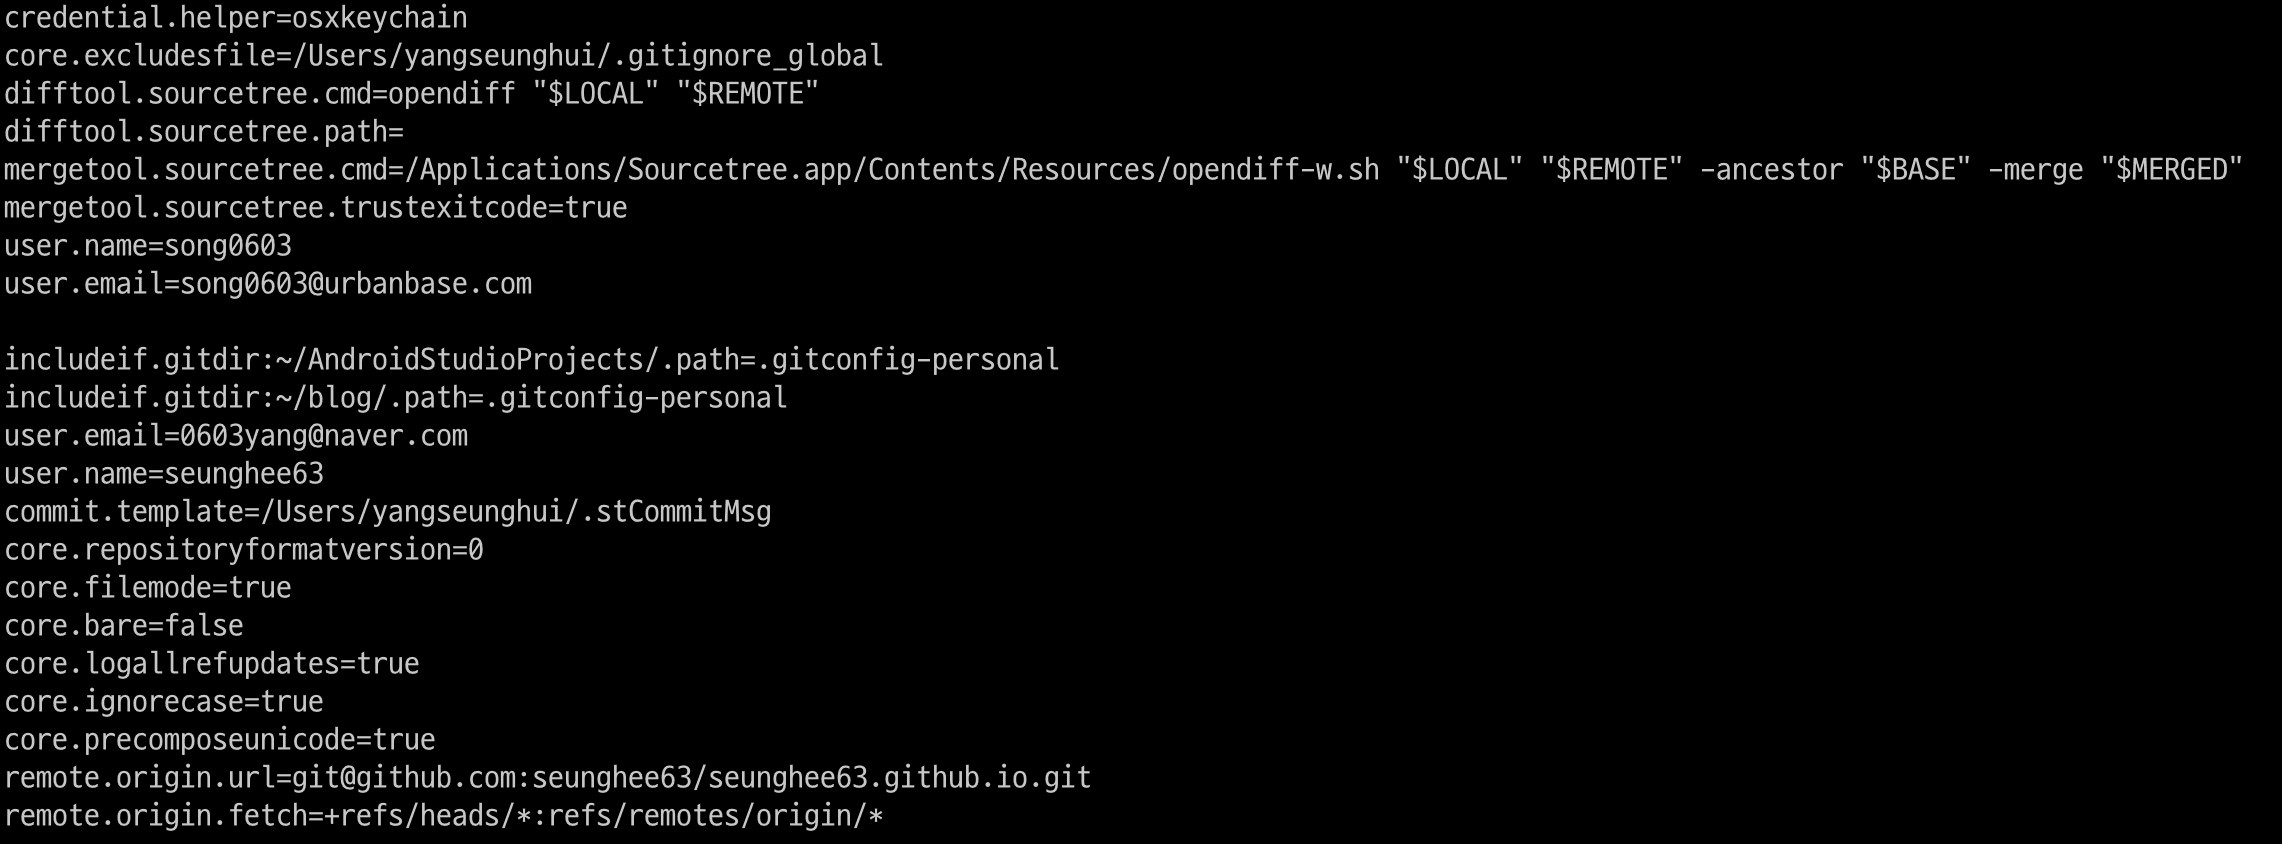 credential.helper=osxkeychain
core.excludesfile=/Users/yangseunghui/.gitignore_global
difftool.sourcetree.cmd=opendiff "$LOCAL" "$REMOTE"
difftool.sourcetree.path=
mergetool.sourcetree.cmd=/Applications/Sourcetree.app/Contents/Resources/opendiff-w.sh "$LOCAL" "$REMOTE" -ancestor "$BASE" -merge "$MERGED"
mergetool.sourcetree.trustexitcode=true
user.name=song0603
user.email=song0603@urbanbase.com
includeif.gitdir:~/AndroidStudioProjects/.path=.gitconfig-personal
includeif.gitdir:~/blog/.path=.gitconfig-personal
user.email=0603yang@naver.com
user.name=seunghee63
commit.template=/Users/yangseunghui/.stCommitMsg
core.repositoryformatversion=0
core.filemode=true
core.bare=false
core.logallrefupdates=true
core.ignorecase=true
core.precomposeunicode=true
remote.origin.url=git@github.com:seunghee63/seunghee63.github.io.git
remote.origin.fetch=+refs/heads/*:refs/remotes/origin/*